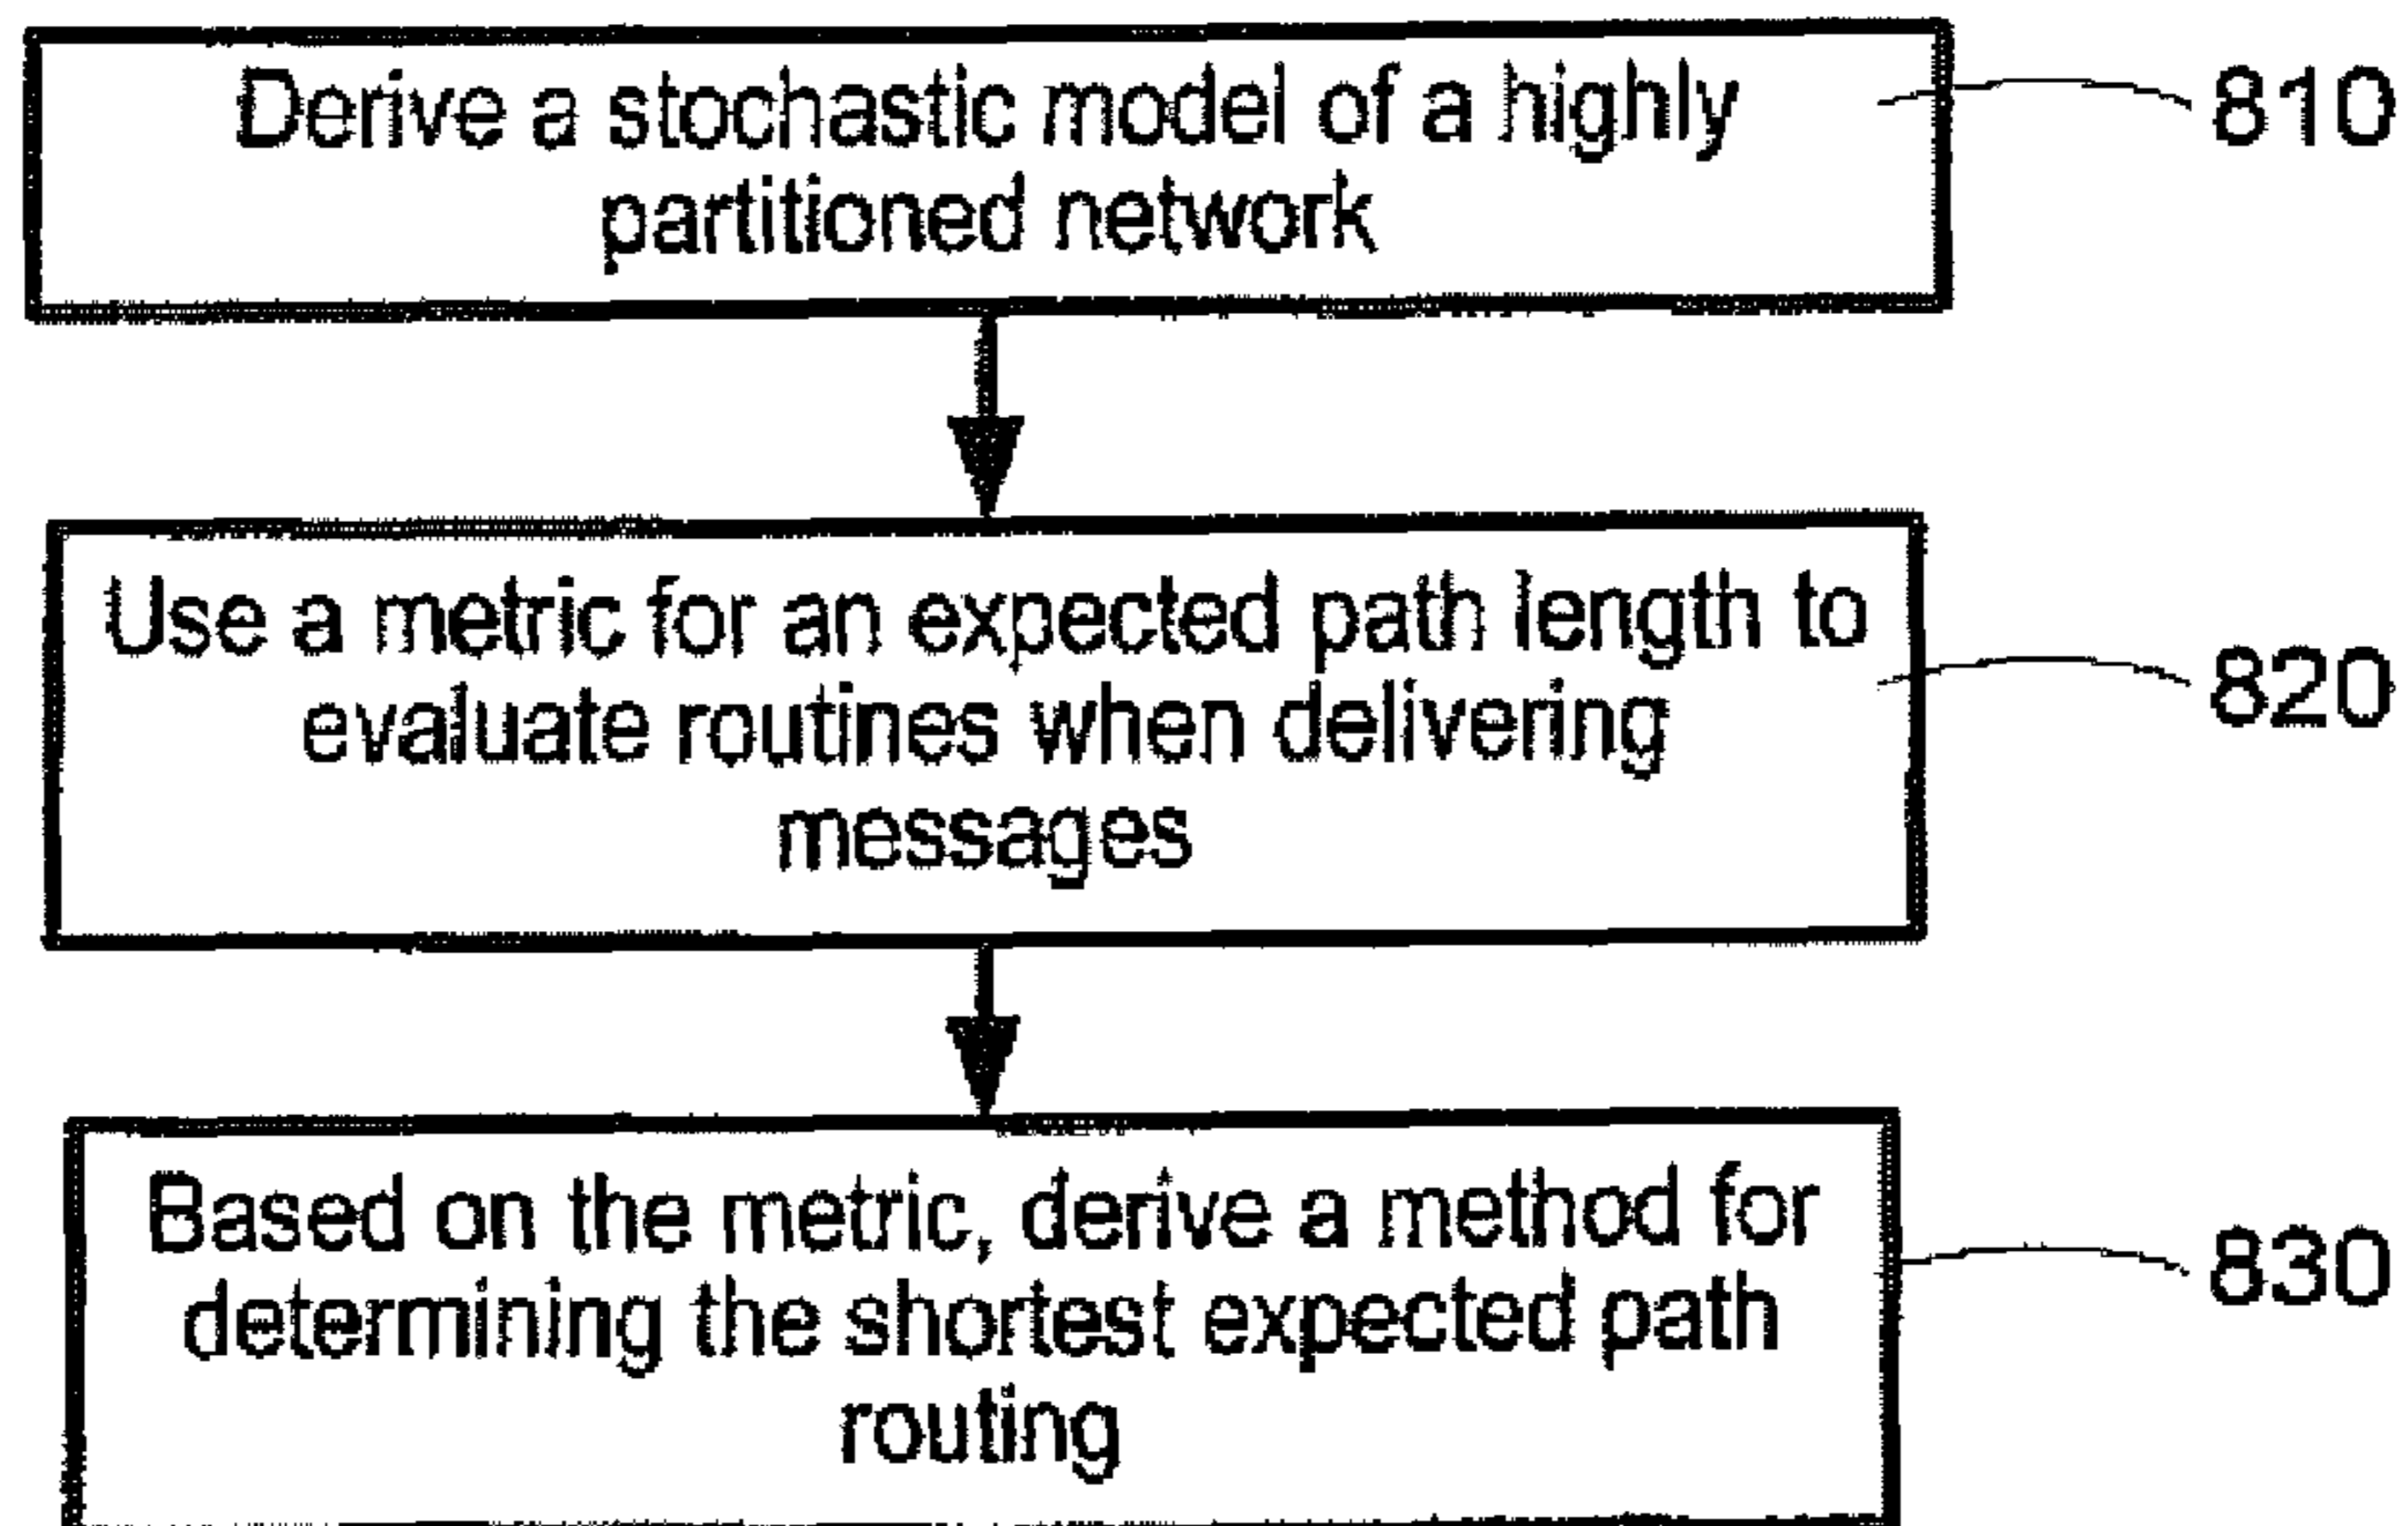 Derive a stochastic model of a highly
partitioned network
810
Use a metric for an expected path length to
evaluate routines when delivering
messages
820
Based on the metric, derive a method for
determining the shortest expected path
routing
830